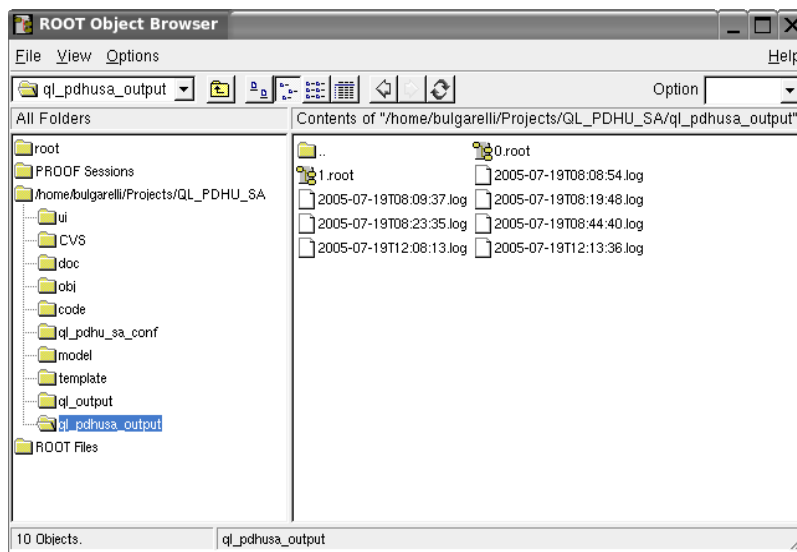 ROOT Object Browser
File View Options Help
ql_pdhusa_output Option
All Folders Contents of "/home/bulgarelli/Projects/QL_PDHU_SA/ql_pdhusa_output"
root .. 0.root
PROOF Sessions 1.root 2005-07-19T08:08:54.log
/home/bulgarelli/Projects/QL_PDHU_SA 2005-07-19T08:09:37.log 2005-07-19T08:19:48.log
ui 2005-07-19T08:23:35.log 2005-07-19T08:44:40.log
CVS 2005-07-19T12:08:13.log 2005-07-19T12:13:36.log
doc
obj
code
ql_pdhu_sa_conf
model
template
ql_output
ql_pdhusa_output
ROOT Files
10 Objects. ql_pdhusa_output